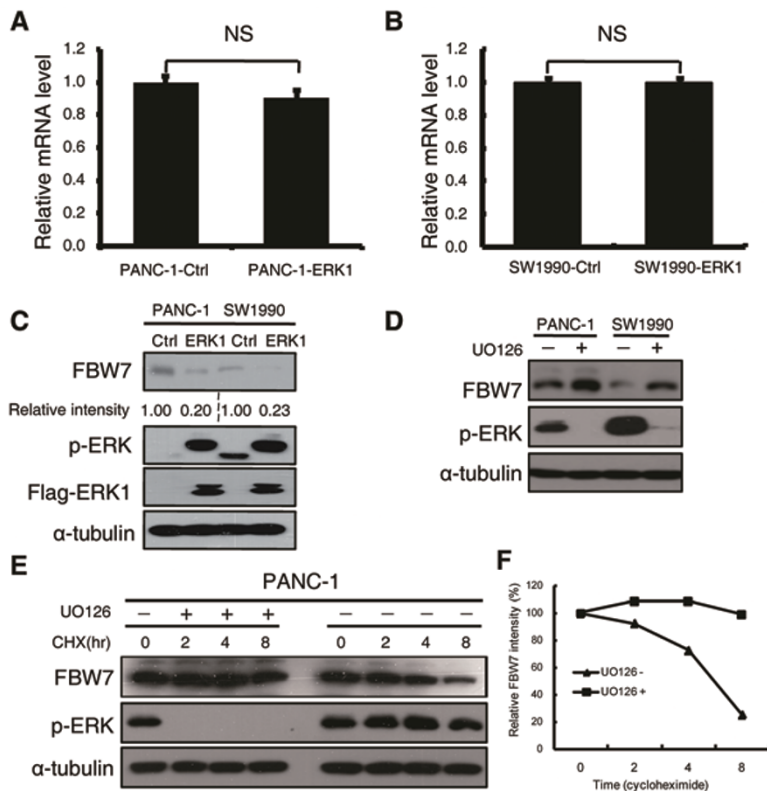 A
NS
Relative mRNA level
1.2
1.0
0.8
0.6
0.4
0.2
0.0
PANC-1-Ctrl PANC-1-ERK1
B
NS
Relative mRNA level
1.2
1.0
0.8
0.6
0.4
0.2
0.0
SW1990-Ctrl SW1990-ERK1
C
PANC-1 SW1990
Ctrl ERK1 Ctrl ERK1
FBW7
Relative intensity 1.00 0.20 1.00 0.23
p-ERK
Flag-ERK1
α-tubulin
D
PANC-1 SW1990
UO126 − + − +
FBW7
p-ERK
α-tubulin
E
PANC-1
UO126 − + + + − − − −
CHX(hr) 0 2 4 8 0 2 4 8
FBW7
p-ERK
α-tubulin
F
Relative FBW7 intensity (%)
120
100
80
60
40
20
0
UO126 -
UO126 +
0 2 4 8
Time (cycloheximide)